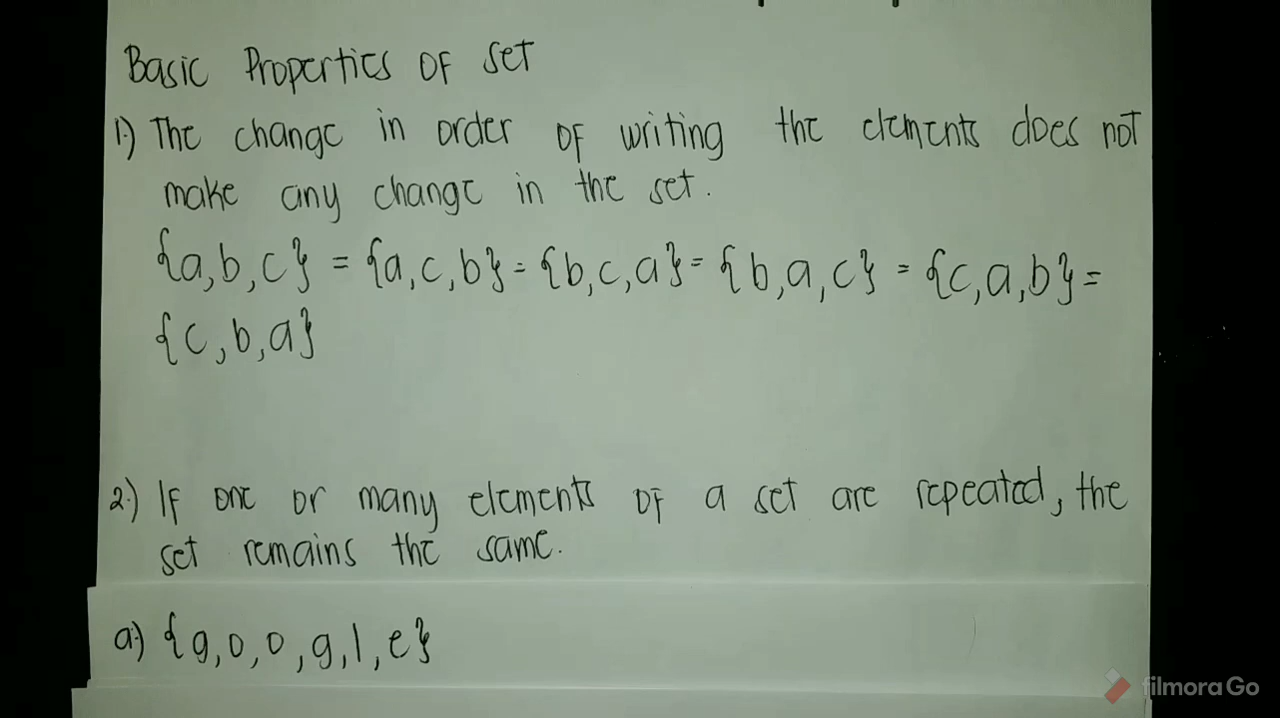 Basic Properties of set
1.) The change in order of writing the elements does not
make any change in the set.
{a,b,c} = {a,c,b} = {b,c,a} = {b,a,c} = {c,a,b} =
{c,b,a}
2.) If one or many elements of a set are repeated, the
set remains the same.
a.) {g,o,o,g,l,e}
filmoraGo